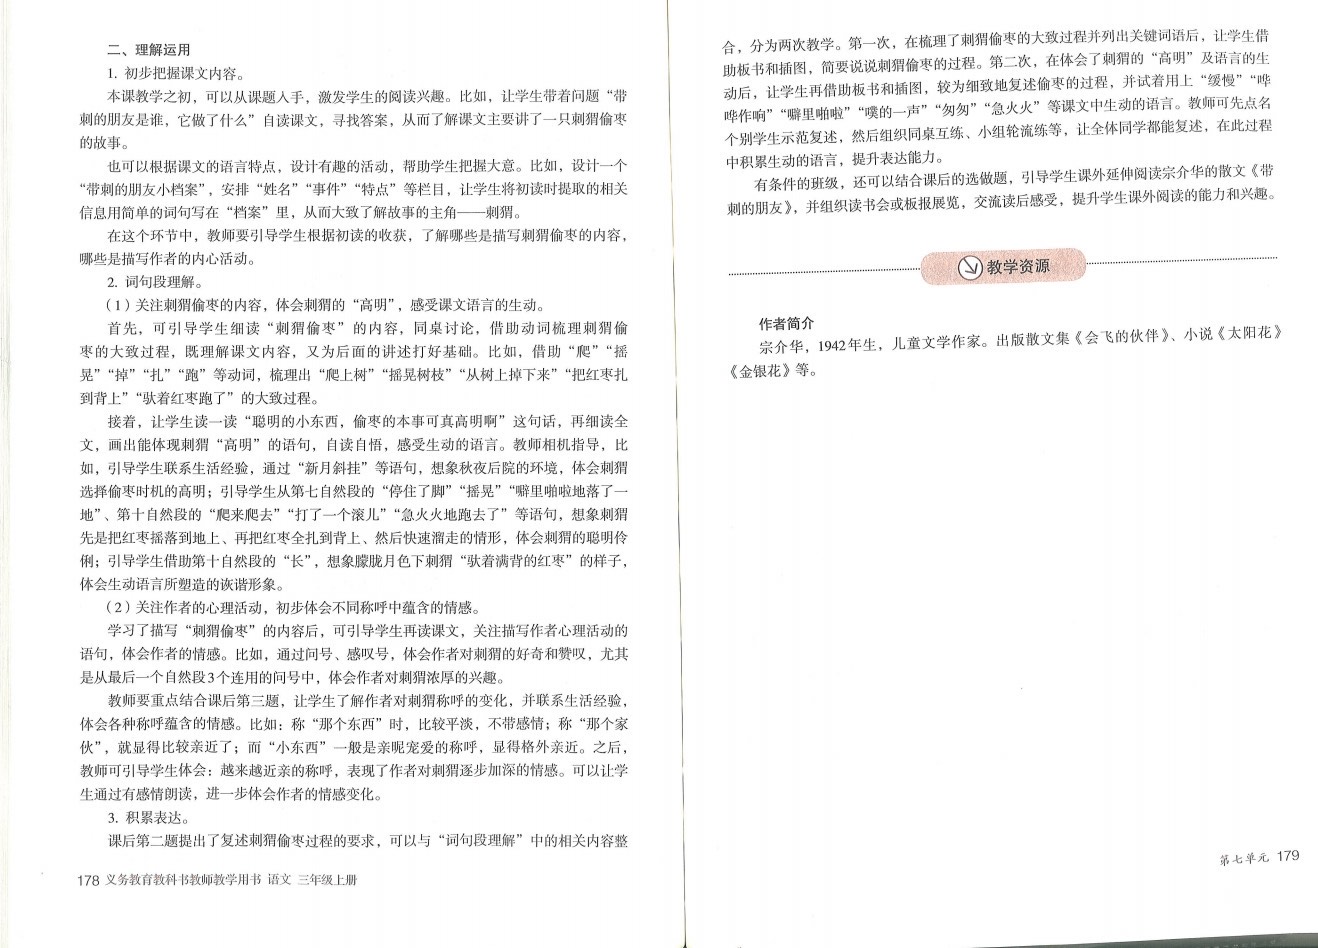 二、理解运用
1. 初步把握课文内容。
本课教学之初，可以从课题入手，激发学生的阅读兴趣。比如，让学生带着问题“带
刺的朋友是谁，它做了什么”自读课文，寻找答案，从而了解课文主要讲了一只刺猬偷枣
的故事。
也可以根据课文的语言特点，设计有趣的活动，帮助学生把握大意。比如，设计一个
“带刺的朋友小档案”，安排“姓名”“事件”“特点”等栏目，让学生将初读时提取的相关
信息用简单的词句写在“档案”里，从而大致了解故事的主角——刺猬。
在这个环节中，教师要引导学生根据初读的收获，了解哪些是描写刺猬偷枣的内容，
哪些是描写作者的内心活动。
2. 词句段理解。
（1）关注刺猬偷枣的内容，体会刺猬的“高明”，感受课文语言的生动。
首先，可引导学生细读“刺猬偷枣”的内容，同桌讨论，借助动词梳理刺猬偷
枣的大致过程，既理解课文内容，又为后面的讲述打好基础。比如，借助“爬”“摇
晃”“掉”“扎”“跑”等动词，梳理出“爬上树”“摇晃树枝”“从树上掉下来”“把红枣扎
到背上”“驮着红枣跑了”的大致过程。
接着，让学生读一读“聪明的小东西，偷枣的本事可真高明啊”这句话，再细读全
文，画出能体现刺猬“高明”的语句，自读自悟，感受生动的语言。教师相机指导，比
如，引导学生联系生活经验，通过“新月斜挂”等语句，想象秋夜后院的环境，体会刺猬
选择偷枣时机的高明；引导学生从第七自然段的“停住了脚”“摇晃”“噼里啪啦地落了一
地”、第十自然段的“爬来爬去”“打了一个滚儿”“急火火地跑去了”等语句，想象刺猬
先是把红枣摇落到地上、再把红枣全扎到背上、然后快速溜走的情形，体会刺猬的聪明伶
俐；引导学生借助第十自然段的“长”，想象朦胧月色下刺猬“驮着满背的红枣”的样子，
体会生动语言所塑造的诙谐形象。
（2）关注作者的心理活动，初步体会不同称呼中蕴含的情感。
学习了描写“刺猬偷枣”的内容后，可引导学生再读课文，关注描写作者心理活动的
语句，体会作者的情感。比如，通过问号、感叹号，体会作者对刺猬的好奇和赞叹，尤其
是从最后一个自然段3个连用的问号中，体会作者对刺猬浓厚的兴趣。
教师要重点结合课后第三题，让学生了解作者对刺猬称呼的变化，并联系生活经验，
体会各种称呼蕴含的情感。比如：称“那个东西”时，比较平淡，不带感情；称“那个家
伙”，就显得比较亲近了；而“小东西”一般是亲昵宠爱的称呼，显得格外亲近。之后，
教师可引导学生体会：越来越近亲的称呼，表现了作者对刺猬逐步加深的情感。可以让学
生通过有感情朗读，进一步体会作者的情感变化。
3. 积累表达。
课后第二题提出了复述刺猬偷枣过程的要求，可以与“词句段理解”中的相关内容整
178 义务教育教科书教师教学用书 语文 三年级上册
合，分为两次教学。第一次，在梳理了刺猬偷枣的大致过程并列出关键词语后，让学生借
助板书和插图，简要说说刺猬偷枣的过程。第二次，在体会了刺猬的“高明”及语言的生
动后，让学生再借助板书和插图，较为细致地复述偷枣的过程，并试着用上“缓慢”“哗
哗作响”“噼里啪啦”“噗的一声”“匆匆”“急火火”等课文中生动的语言。教师可先点名
个别学生示范复述，然后组织同桌互练、小组轮流练等，让全体同学都能复述，在此过程
中积累生动的语言，提升表达能力。
有条件的班级，还可以结合课后的选做题，引导学生课外延伸阅读宗介华的散文《带
刺的朋友》，并组织读书会或板报展览，交流读后感受，提升学生课外阅读的能力和兴趣。
教学资源
作者简介
宗介华，1942年生，儿童文学作家。出版散文集《会飞的伙伴》、小说《太阳花》
《金银花》等。
第七单元 179